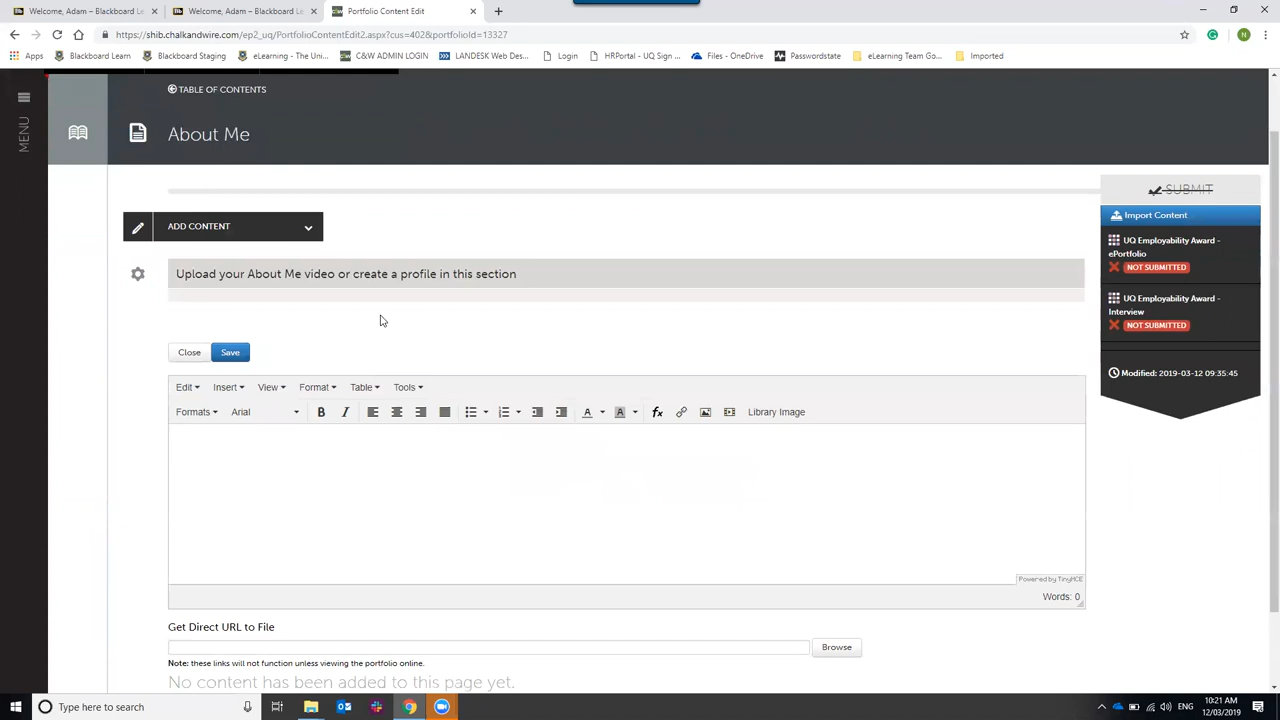 Welcome, Adam – Blackboard Le
Welcome, Adam – Blackboard L
Portfolio Content Edit
https://shib.chalkandwire.com/ep2_uq/PortfolioContentEdit2.aspx?cus=402&portfolioId=13327
Apps
Blackboard Learn
Blackboard Staging
eLearning - The Uni...
C&W ADMIN LOGIN
LANDESK Web Des...
Login
HRPortal - UQ Sign ...
Files - OneDrive
Passwordstate
eLearning Team Go...
Imported
MENU
TABLE OF CONTENTS
About Me
SUBMIT
ADD CONTENT
Import Content
UQ Employability Award -
ePortfolio
NOT SUBMITTED
Upload your About Me video or create a profile in this section
UQ Employability Award -
Interview
NOT SUBMITTED
Close
Save
Modified: 2019-03-12 09:35:45
Edit
Insert
View
Format
Table
Tools
Formats
Arial
B
I
A
A
fx
Library Image
Powered by TinyMCE
Words: 0
Get Direct URL to File
Browse
Note: these links will not function unless viewing the portfolio online.
No content has been added to this page yet.
Type here to search
ENG
10:21 AM
12/03/2019